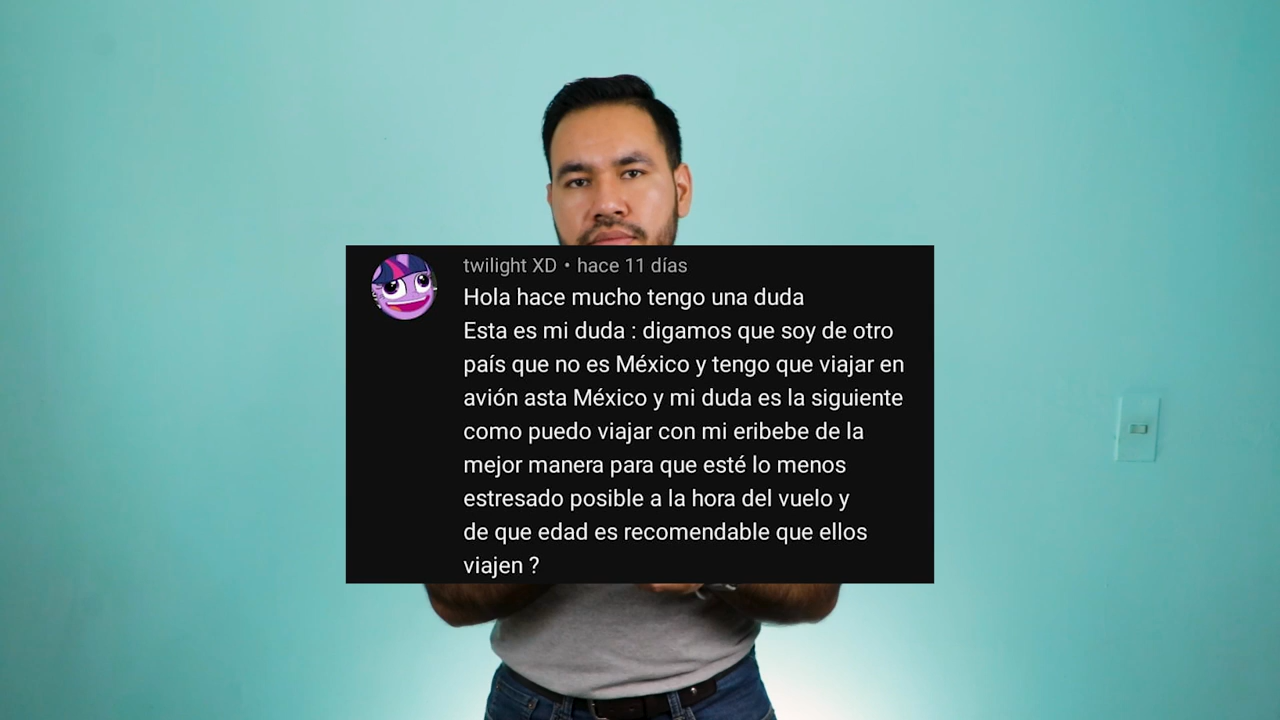 twilight XD • hace 11 días
Hola hace mucho tengo una duda
Esta es mi duda : digamos que soy de otro
país que no es México y tengo que viajar en
avión asta México y mi duda es la siguiente
como puedo viajar con mi eribebe de la
mejor manera para que esté lo menos
estresado posible a la hora del vuelo y
de que edad es recomendable que ellos
viajen ?